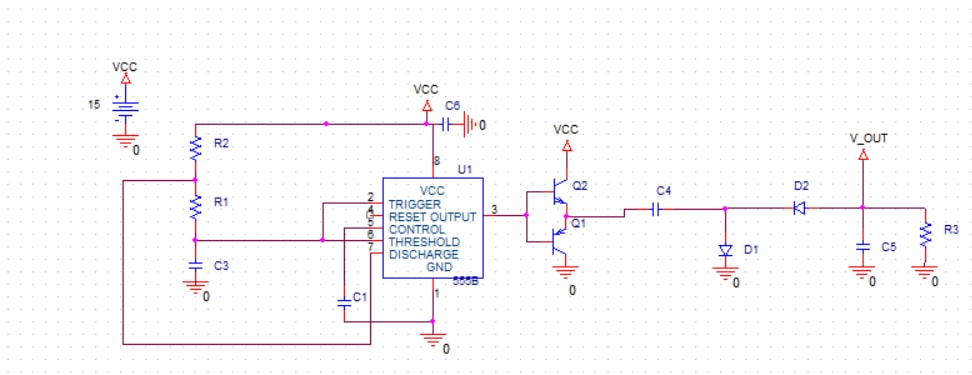 VCC
15
0
R2
R1
C3
0
VCC
C6
0
8
U1
VCC
2 TRIGGER
4 RESET OUTPUT 3
5 CONTROL
6 THRESHOLD
7 DISCHARGE
GND
555B
1
C1
0
VCC
Q2
Q1
0
C4
D1
0
D2
V_OUT
C5
0
R3
0